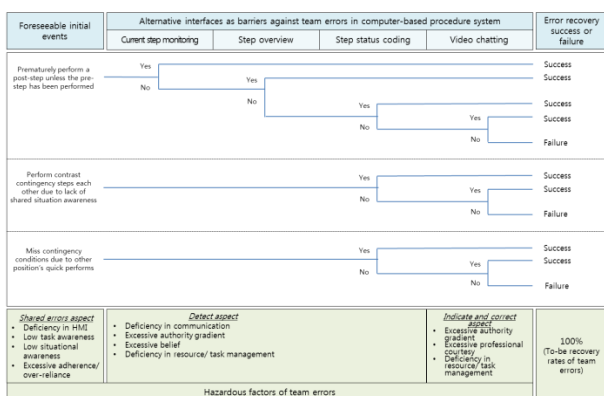 Foreseeable initial
events
Alternative interfaces as barriers against team errors in computer-based procedure system
Error recovery
success or
failure
Current step monitoring
Step overview
Step status coding
Video chatting
Prematurely perform a
post-step unless the pre-
step has been performed
Yes
Success
No
Yes
Success
No
Yes
Success
No
Yes
Success
No
Failure
Perform contrast
contingency steps each
other due to lack of
shared situation awareness
Yes
Success
No
Yes
Success
No
Failure
Miss contingency
conditions due to other
position's quick performs
Yes
Success
No
Yes
Success
No
Failure
Shared errors aspect
• Deficiency in HMI
• Low task awareness
• Low situational
awareness
• Excessive adherence/
over-reliance
Detect aspect
• Deficiency in communication
• Excessive authority gradient
• Excessive belief
• Deficiency in resource/ task management
Indicate and correct
aspect
• Excessive authority
gradient
• Excessive professional
courtesy
• Deficiency in
resource/ task
management
100%
(To-be recovery
rates of team
errors)
Hazardous factors of team errors